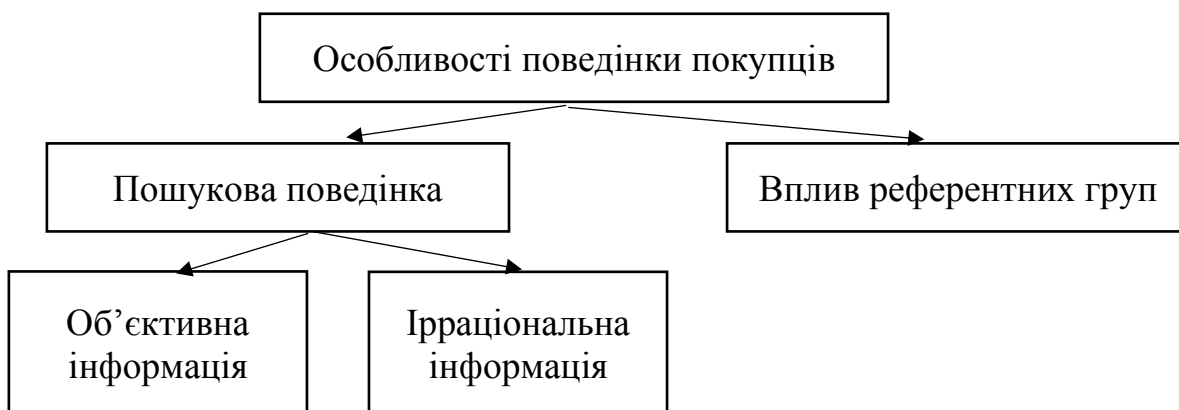 Особливості поведінки покупців
Пошукова поведінка
Вплив референтних груп
Об’єктивна
інформація
Ірраціональна
інформація